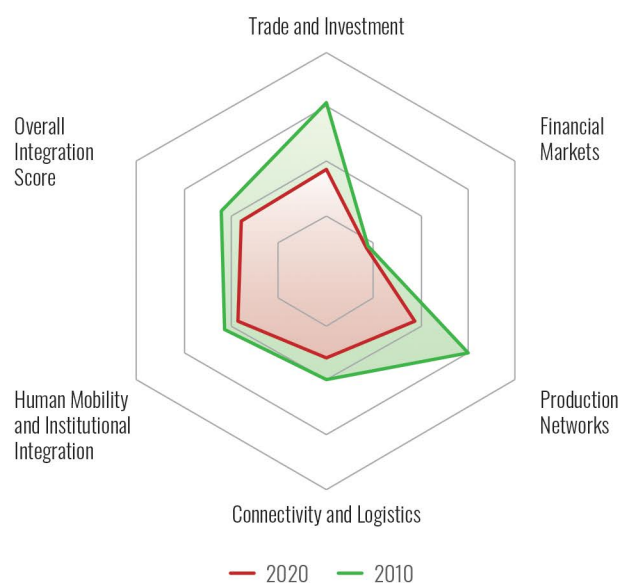 Trade and Investment
Overall
Integration
Score
Financial
Markets
Human Mobility
and Institutional
Integration
Production
Networks
Connectivity and Logistics
2020
2010